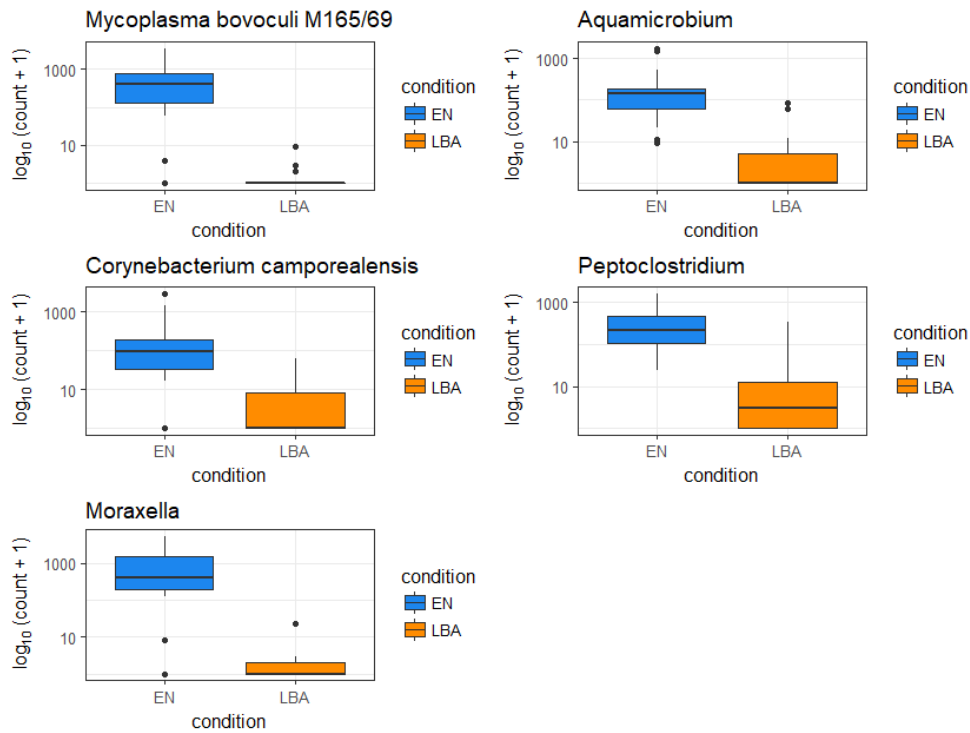 Mycoplasma bovoculi M165/69
log10 (count + 1)
1000
10
EN
LBA
condition
condition
EN
LBA
Aquamicrobium
log10 (count + 1)
1000
10
EN
LBA
condition
condition
EN
LBA
Corynebacterium camporealensis
log10 (count + 1)
1000
10
EN
LBA
condition
condition
EN
LBA
Peptoclostridium
log10 (count + 1)
1000
10
EN
LBA
condition
condition
EN
LBA
Moraxella
log10 (count + 1)
1000
10
EN
LBA
condition
condition
EN
LBA